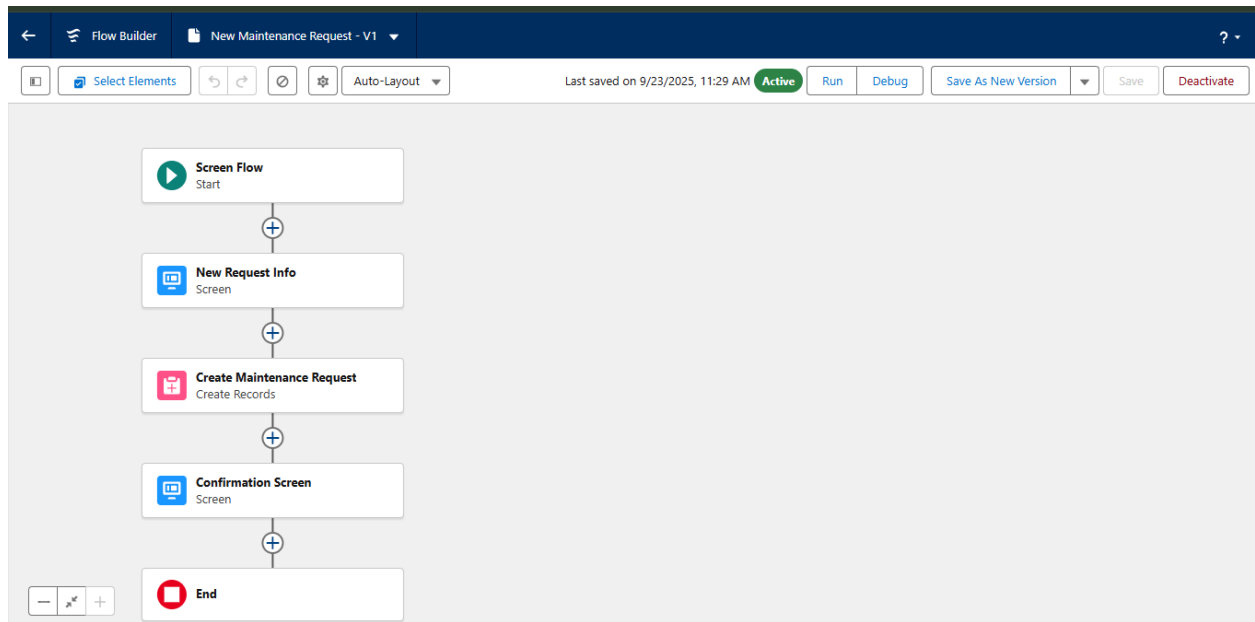 Flow Builder New Maintenance Request - V1 ?
Select Elements Auto-Layout Last saved on 9/23/2025, 11:29 AM Active Run Debug Save As New Version Save Deactivate
Screen Flow
Start
New Request Info
Screen
Create Maintenance Request
Create Records
Confirmation Screen
Screen
End